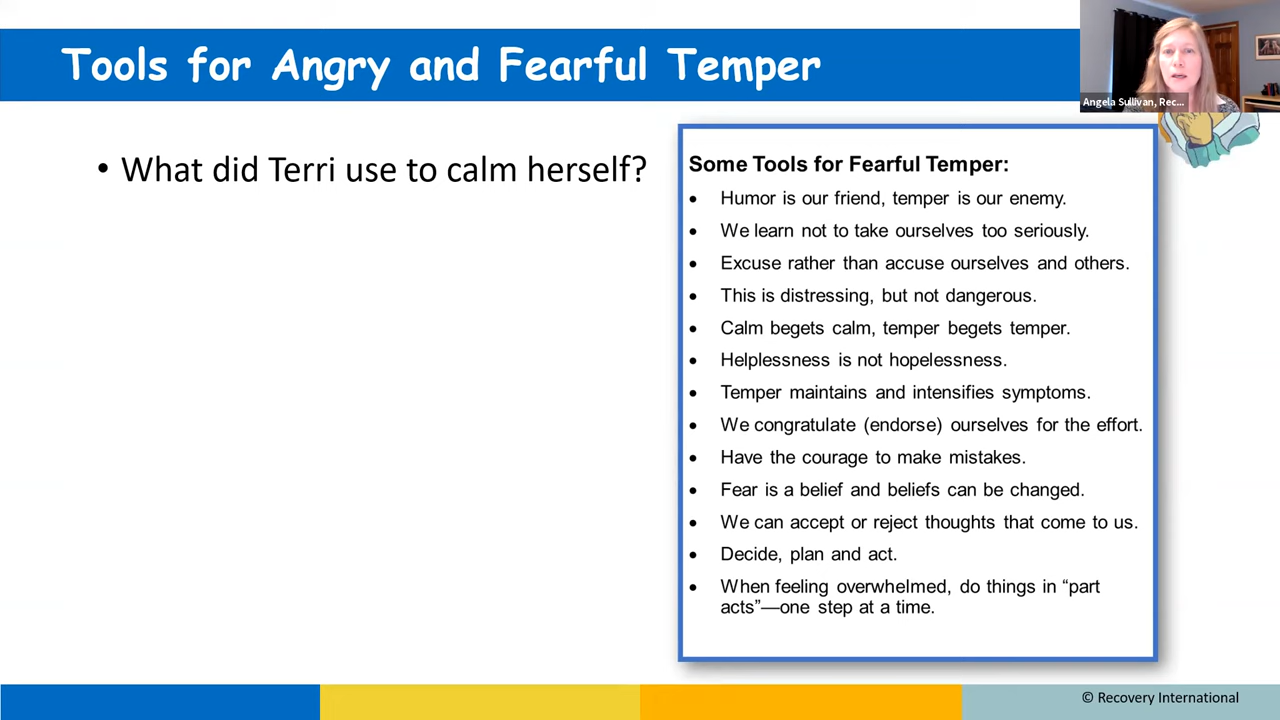 Tools for Angry and Fearful Temper
Angela Sullivan, Rec...
• What did Terri use to calm herself?
Some Tools for Fearful Temper:
• Humor is our friend, temper is our enemy.
• We learn not to take ourselves too seriously.
• Excuse rather than accuse ourselves and others.
• This is distressing, but not dangerous.
• Calm begets calm, temper begets temper.
• Helplessness is not hopelessness.
• Temper maintains and intensifies symptoms.
• We congratulate (endorse) ourselves for the effort.
• Have the courage to make mistakes.
• Fear is a belief and beliefs can be changed.
• We can accept or reject thoughts that come to us.
• Decide, plan and act.
• When feeling overwhelmed, do things in “part
acts”—one step at a time.
© Recovery International